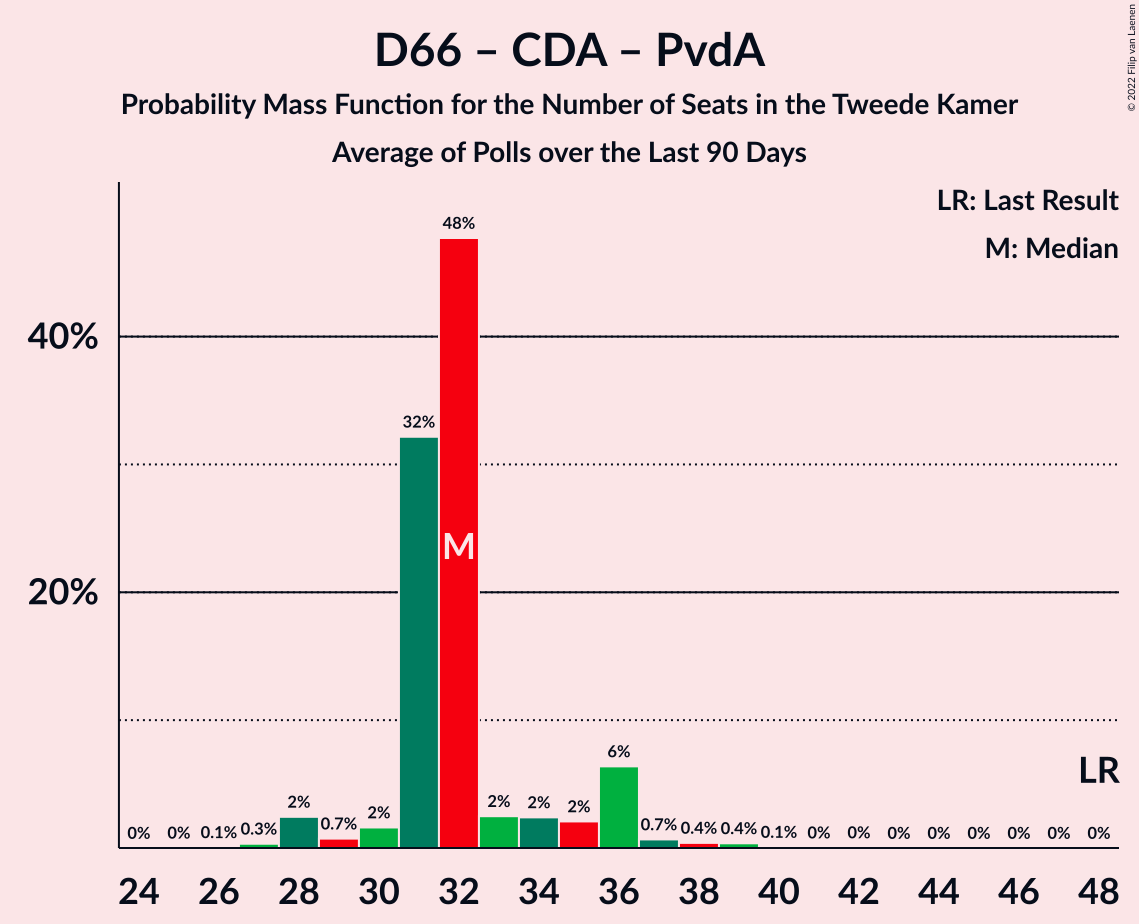 D66 – CDA – PvdA
Probability Mass Function for the Number of Seats in the Tweede Kamer
Average of Polls over the Last 90 Days
© 2022 Filip van Laenen
LR: Last Result
M: Median
48%
40%
32%
M
20%
6%
LR
0% 0% 0.1% 0.3% 2% 0.7% 2% 2% 2% 2% 0.7% 0.4% 0.4% 0.1% 0% 0% 0% 0% 0% 0% 0% 0%
24 26 28 30 32 34 36 38 40 42 44 46 48